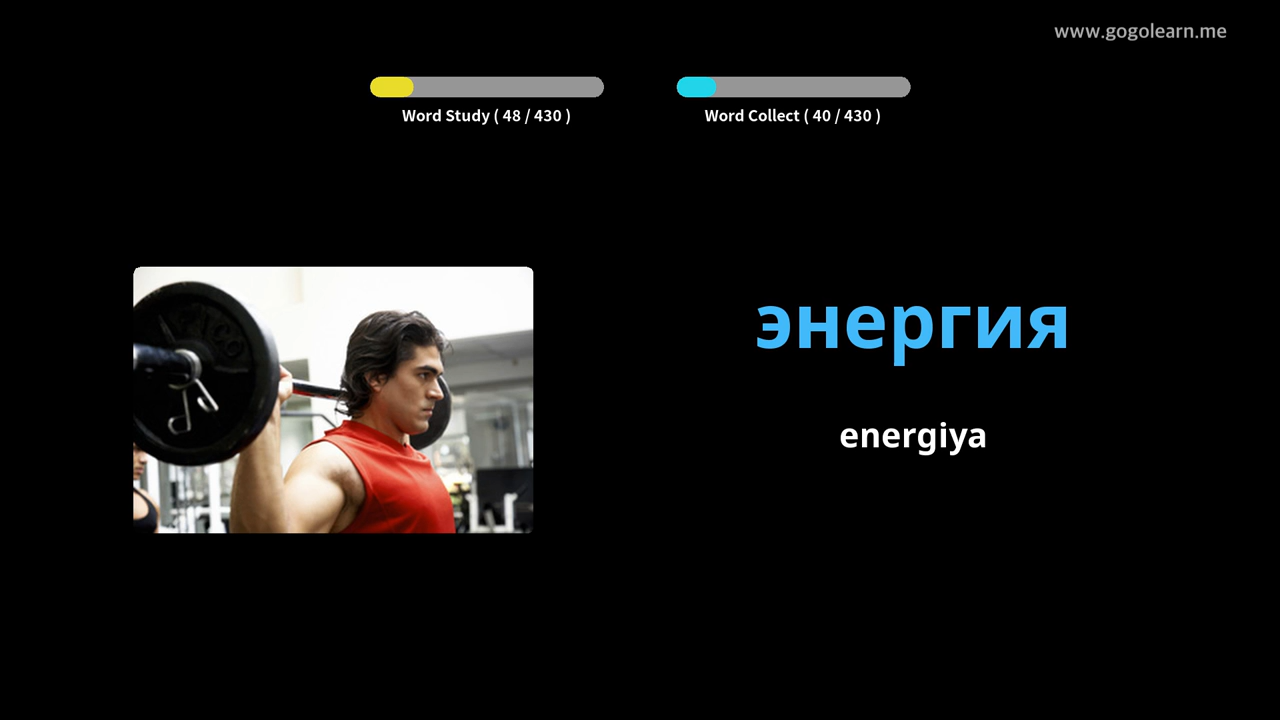 www.gogolearn.me
Word Study ( 48 / 430 )
Word Collect ( 40 / 430 )
энергия
energiya